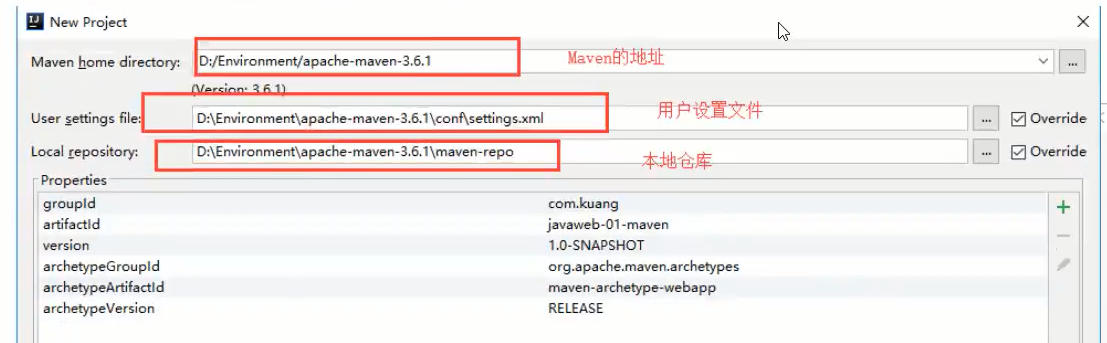 New Project
Maven home directory: D:/Environment/apache-maven-3.6.1 ... Maven的地址
(Version: 3.6.1)
User settings file: D:\Environment\apache-maven-3.6.1\conf\settings.xml ... Override 用户设置文件
Local repository: D:\Environment\apache-maven-3.6.1\maven-repo ... Override 本地仓库
Properties
groupId com.kuang
artifactId javaweb-01-maven
version 1.0-SNAPSHOT
archetypeGroupId org.apache.maven.archetypes
archetypeArtifactId maven-archetype-webapp
archetypeVersion RELEASE